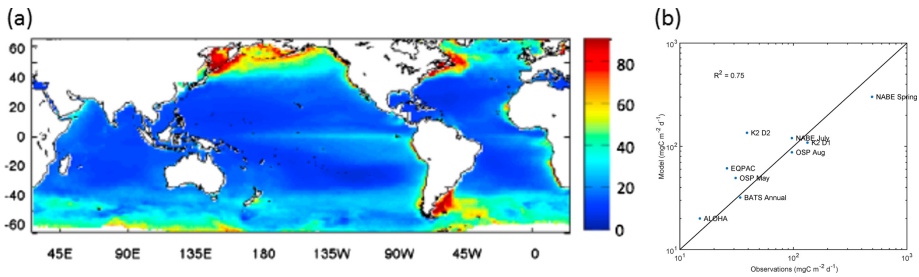 (a)
60
40
20
0
-20
-40
-60
45E 90E 135E 180 135W 90W 45W 0
80
60
40
20
0
(b)
R² = 0.75
NABE Spring
K2 D2
NABE July
K2 D1
OSP Aug
EQPAC
OSP May
BATS Annual
ALOHA
Model (mgC m⁻² d⁻¹)
10³
10²
10¹
10¹ 10² 10³
Observations (mgC m⁻² d⁻¹)